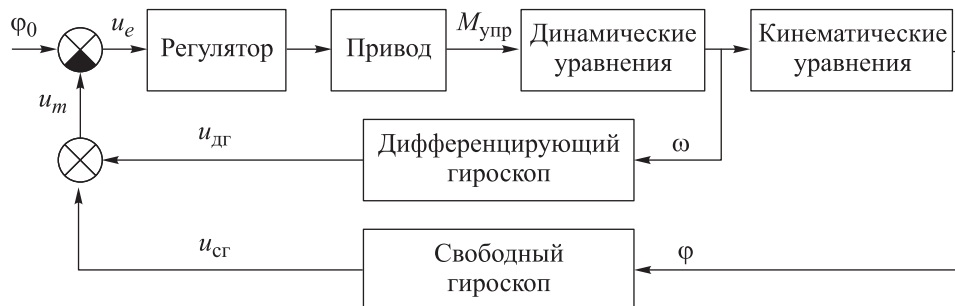 φ0
ue
Регулятор
Привод
Mупр
Динамические
уравнения
Кинематические
уравнения
um
uдг
Дифференцирующий
гироскоп
ω
uсг
Свободный
гироскоп
φ